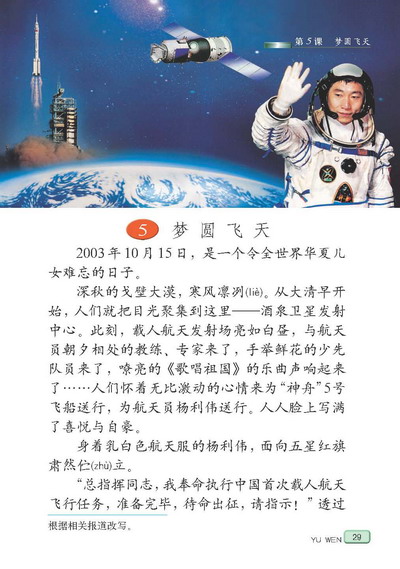 第5课 梦圆飞天
5 梦圆飞天
2003年10月15日，是一个令全世界华夏儿
女难忘的日子。
深秋的戈壁大漠，寒风凛冽(liè)。从大清早开
始，人们就把目光聚集到这里——酒泉卫星发射
中心。此刻，载人航天发射场亮如白昼，与航天
员朝夕相处的教练、专家来了，手举鲜花的少先
队员来了，嘹亮的《歌唱祖国》的乐曲声响起来
了……人们怀着无比激动的心情来为“神舟”5号
飞船送行，为航天员杨利伟送行。人人脸上写满
了喜悦与自豪。
身着乳白色航天服的杨利伟，面向五星红旗
肃然伫(zhù)立。
“总指挥同志，我奉命执行中国首次载人航天
飞行任务，准备完毕，待命出征，请指示！”透过
根据相关报道改写。
YU WEN 29